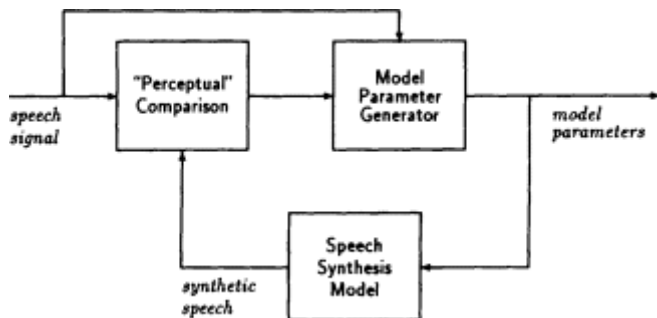 "Perceptual"
Comparison
Model
Parameter
Generator
speech
signal
model
parameters
Speech
Synthesis
Model
synthetic
speech